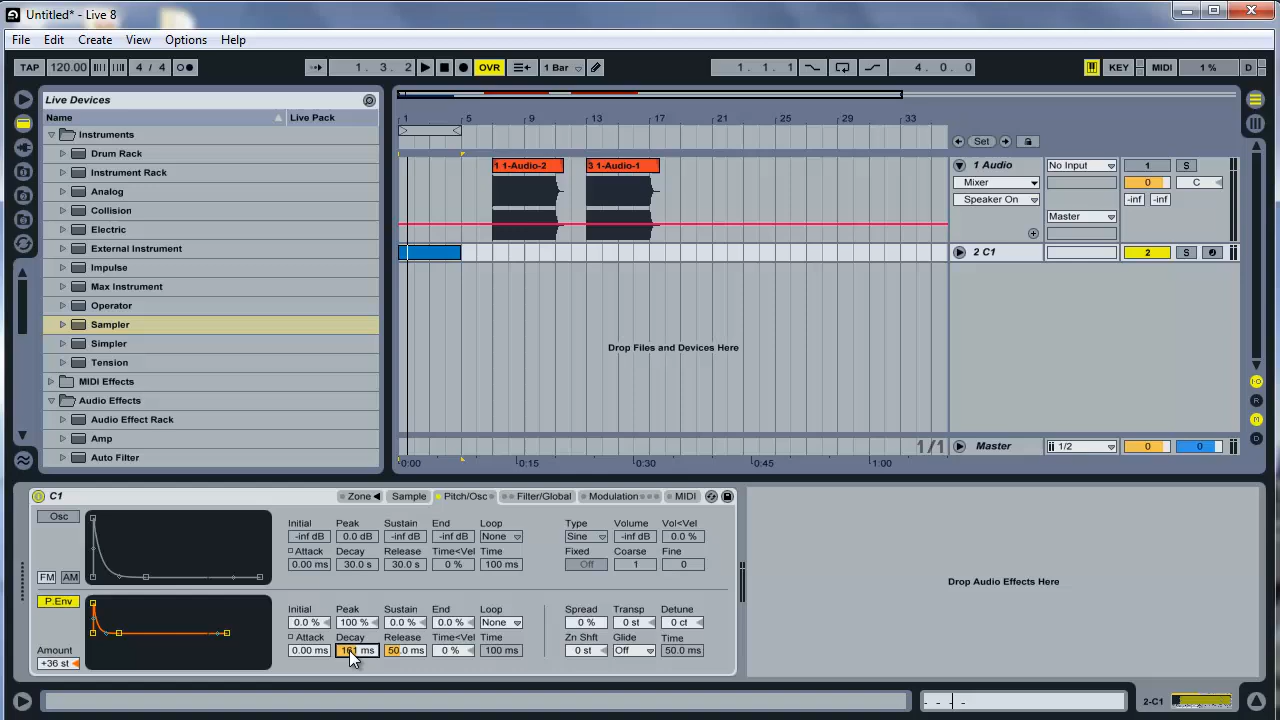 Untitled* - Live 8
File Edit Create View Options Help
TAP 120.00 4 / 4 1. 3. 2 OVR 1 Bar 1. 1. 1 4. 0. 0 KEY MIDI 1 % D
Live Devices
Name Live Pack
Instruments
Drum Rack
Instrument Rack
Analog
Collision
Electric
External Instrument
Impulse
Max Instrument
Operator
Sampler
Simpler
Tension
MIDI Effects
Audio Effects
Audio Effect Rack
Amp
Auto Filter
1 5 9 13 17 21 25 29 33
Set
1 1-Audio-2 3 1-Audio-1
1 Audio No Input 1 S
Mixer 0 C
Speaker On -inf -inf
Master
2 C1 2 S
Drop Files and Devices Here
1/1 Master 1/2 0 0
0:00 0:15 0:30 0:45 1:00
I·O
R
M
D
C1 Zone Sample Pitch/Osc Filter/Global Modulation MIDI
Osc
FM AM
Initial Peak Sustain End Loop
-inf dB 0.0 dB -inf dB -inf dB None
Attack Decay Release Time<Vel Time
0.00 ms 30.0 s 30.0 s 0 % 100 ms
Type Volume Vol<Vel
Sine -inf dB 0.0 %
Fixed Coarse Fine
Off 1 0
P.Env
Amount
+36 st
Initial Peak Sustain End Loop
0.0 % 100 % 0.0 % 0.0 % None
Attack Decay Release Time<Vel Time
0.00 ms 161 ms 50.0 ms 0 % 100 ms
Spread Transp Detune
0 % 0 st 0 ct
Zn Shft Glide Time
0 st Off 50.0 ms
Drop Audio Effects Here
2-C1